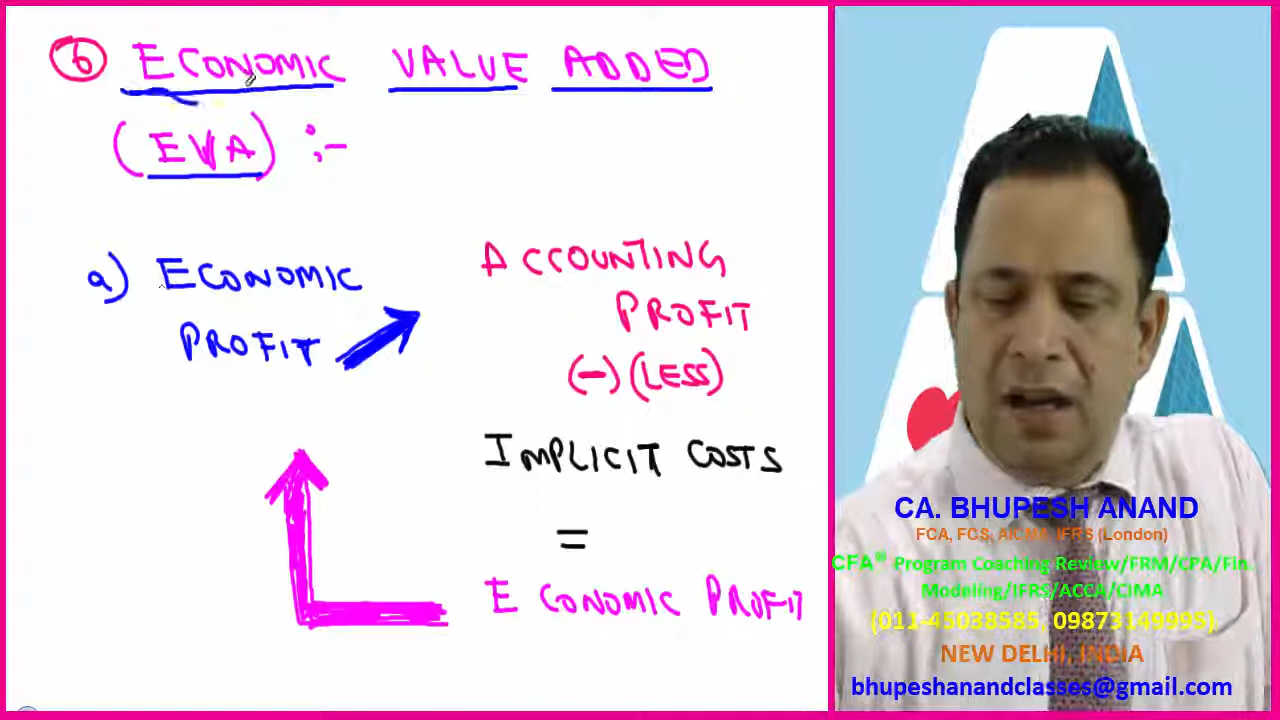 6 ECONOMIC VALUE ADDED
(EVA) :-
a) ECONOMIC
PROFIT
ACCOUNTING
PROFIT
(-) (LESS)
IMPLICIT COSTS
=
ECONOMIC PROFIT
CA. BHUPESH ANAND
FCA, FCS, AICMA, IFRS (London)
CFA® Program Coaching Review/FRM/CPA/Fin.
Modeling/IFRS/ACCA/CIMA
(011-45038585, 09873149995)
NEW DELHI, INDIA
bhupeshanandclasses@gmail.com